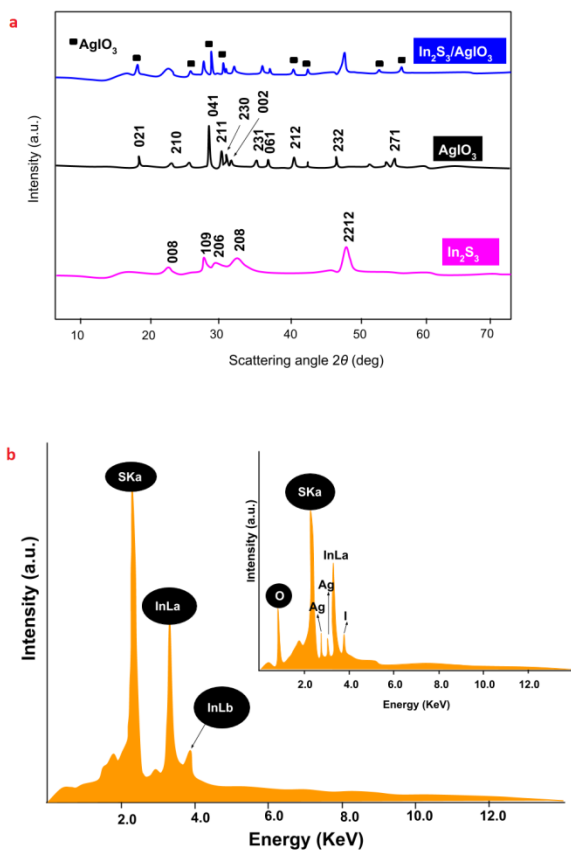 a
AgIO₃
In₂S₃/AgIO₃
Intensity (a.u.)
021
210
041
211
230
002
231
061
212
232
271
AgIO₃
008
109
206
208
2212
In₂S₃
10
20
30
40
50
60
70
Scattering angle 2θ (deg)
b
SKa
InLa
InLb
Intensity (a.u.)
2.0
4.0
6.0
8.0
10.0
12.0
Energy (KeV)
SKa
InLa
Ag
Ag
I
O
Intensity (a.u.)
2.0
4.0
6.0
8.0
10.0
12.0
Energy (KeV)